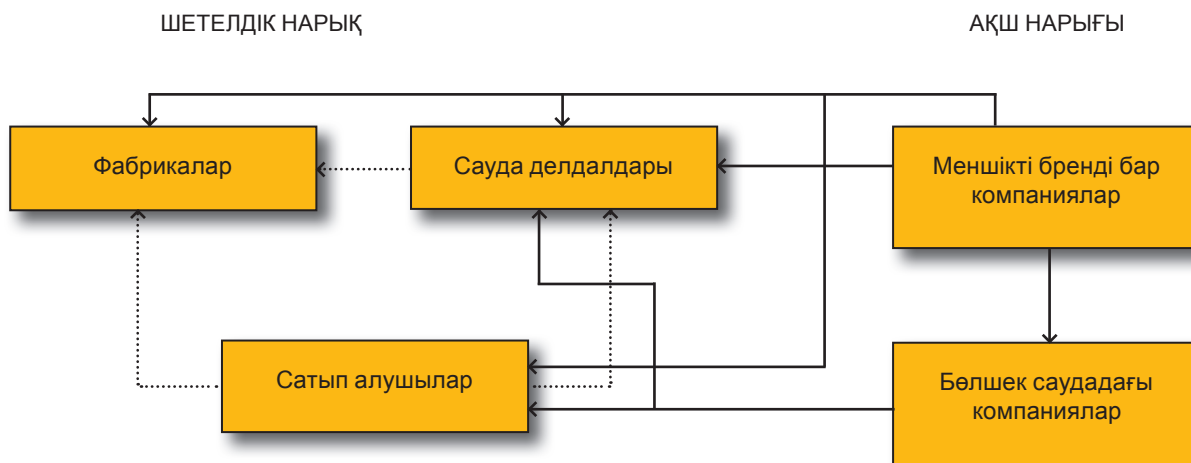 ШЕТЕЛДІК НАРЫҚ
АҚШ НАРЫҒЫ
Фабрикалар
Сауда делдалдары
Меншікті бренді бар
компаниялар
Сатып алушылар
Бөлшек саудадағы
компаниялар